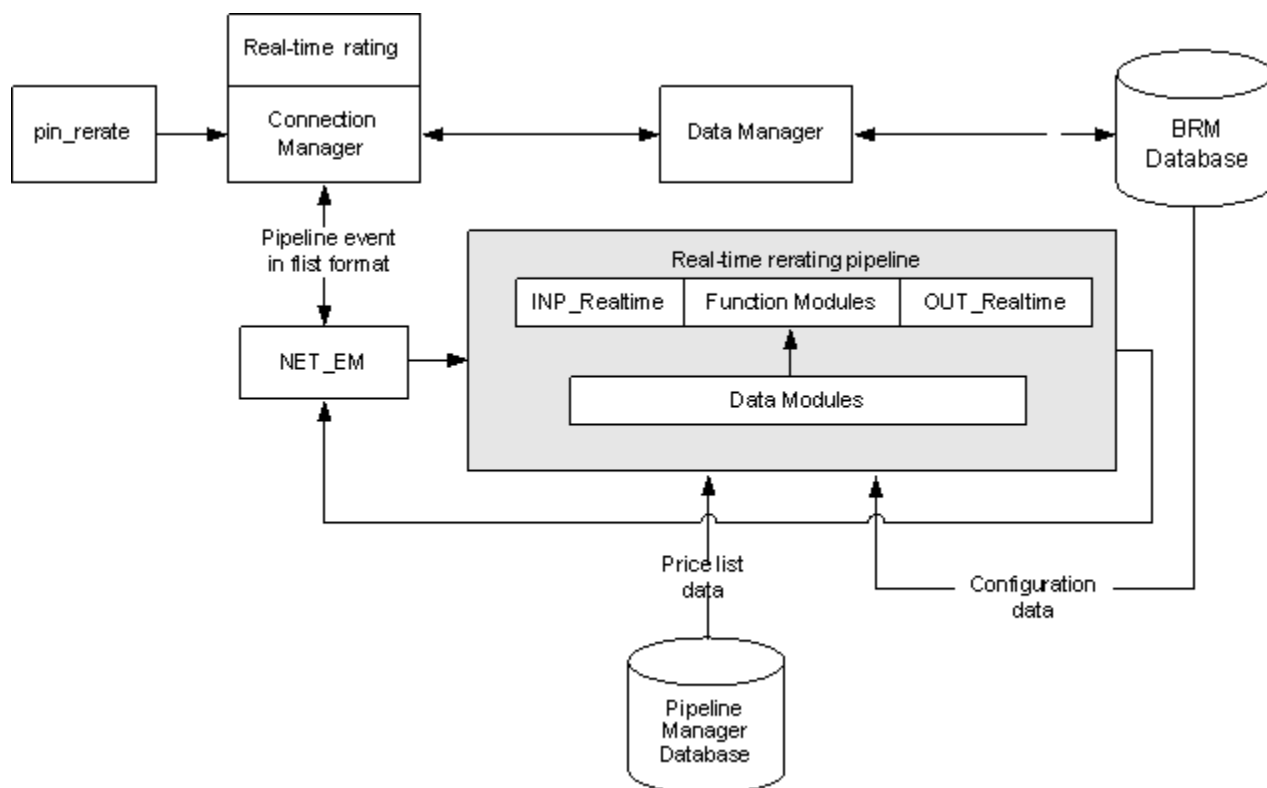 Real-time rating
pin_rerate
Connection
Manager
Data Manager
BRM
Database
Pipeline event
in flist format
Real-time rerating pipeline
INP_Realtime
Function Modules
OUT_Realtime
NET_EM
Data Modules
Price list
data
Configuration
data
Pipeline
Manager
Database